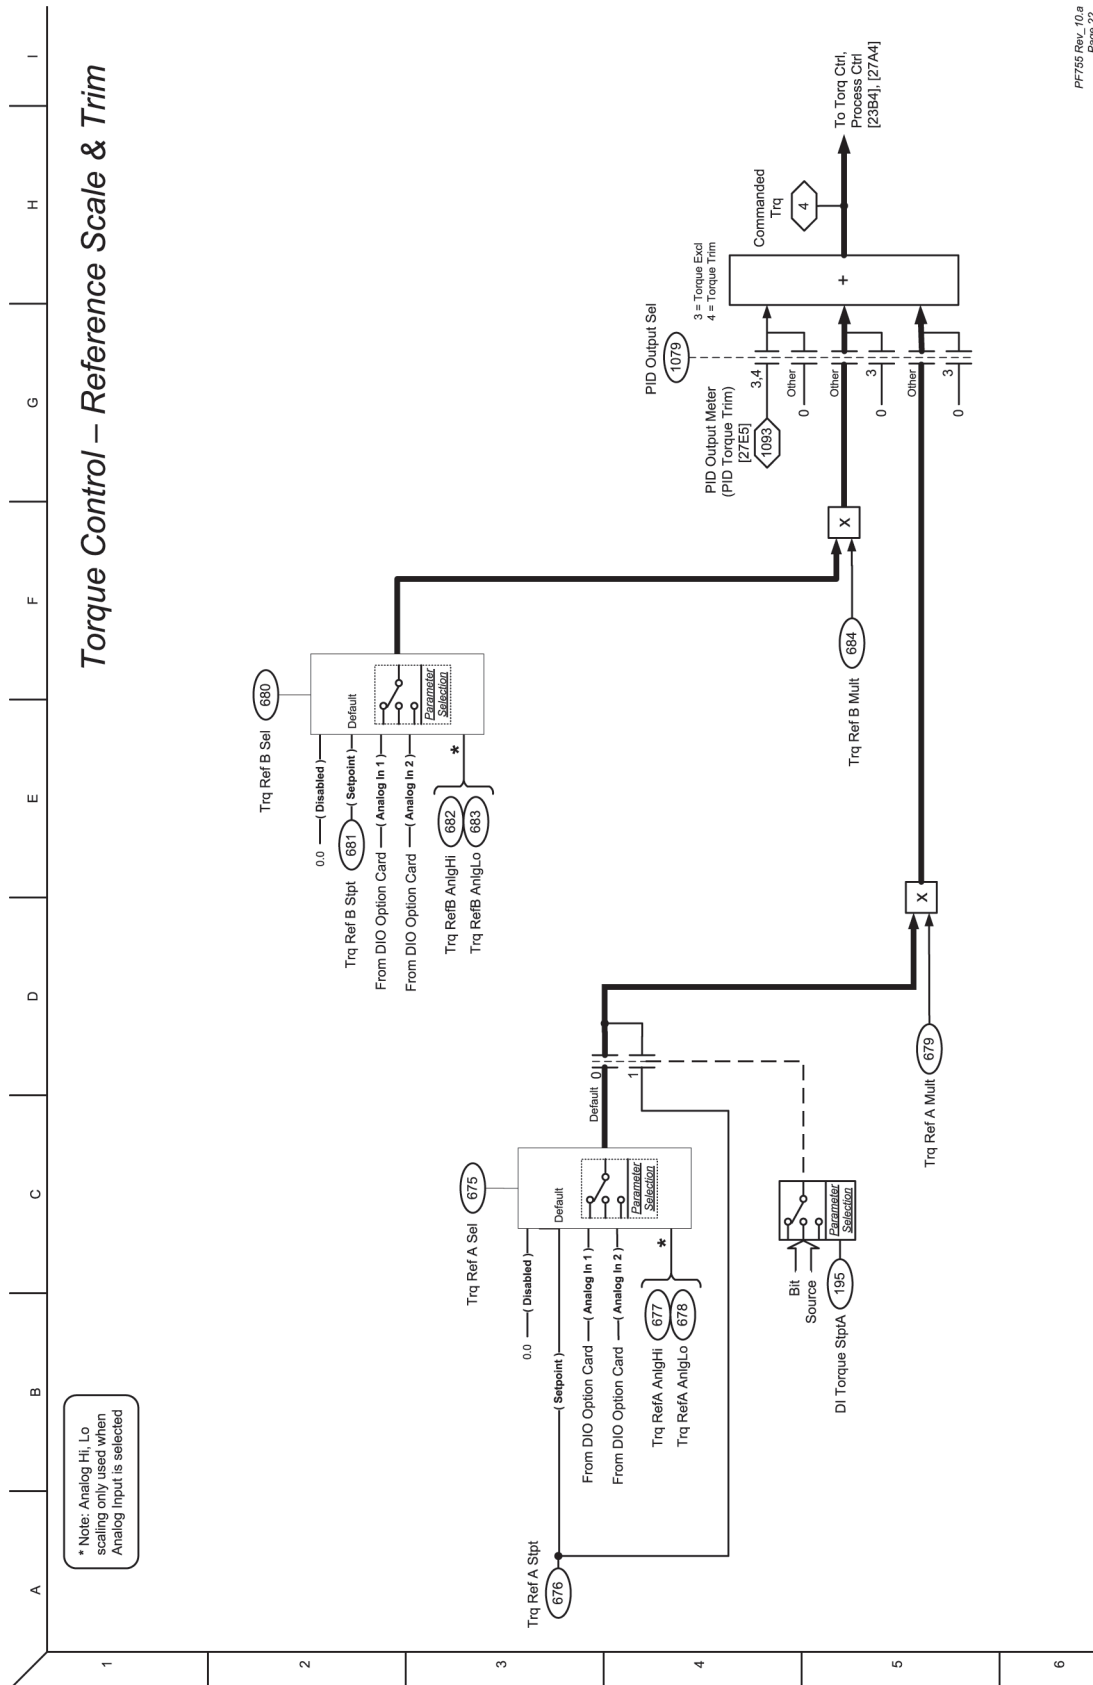 Torque Control – Reference Scale & Trim
A
B
C
D
E
F
G
H
I
1
2
3
4
5
6
* Note: Analog Hi, Lo
scaling only used when
Analog Input is selected
Trq Ref B Sel
680
0.0
( Disabled )
Trq Ref B Stpt
681
( Setpoint )
Default
From DIO Option Card
( Analog In 1 )
From DIO Option Card
( Analog In 2 )
Parameter
Selection
*
Trq RefB AnlgHi
682
Trq RefB AnlgLo
683
Trq Ref A Sel
675
0.0
( Disabled )
Trq Ref A Stpt
676
( Setpoint )
Default
From DIO Option Card
( Analog In 1 )
From DIO Option Card
( Analog In 2 )
Parameter
Selection
*
Trq RefA AnlgHi
677
Trq RefA AnlgLo
678
Default
0
1
Bit
Source
DI Torque StptA
195
Parameter
Selection
Trq Ref A Mult
679
X
Trq Ref B Mult
684
X
PID Output Sel
1079
3 = Torque Excl
4 = Torque Trim
PID Output Meter
(PID Torque Trim)
[27E5]
1093
3,4
Other
0
Other
3
0
Other
3
0
+
Commanded
Trq
4
To Torq Ctrl,
Process Ctrl
[23B4], [27A4]
PF755 Rev_10.a
Page 22